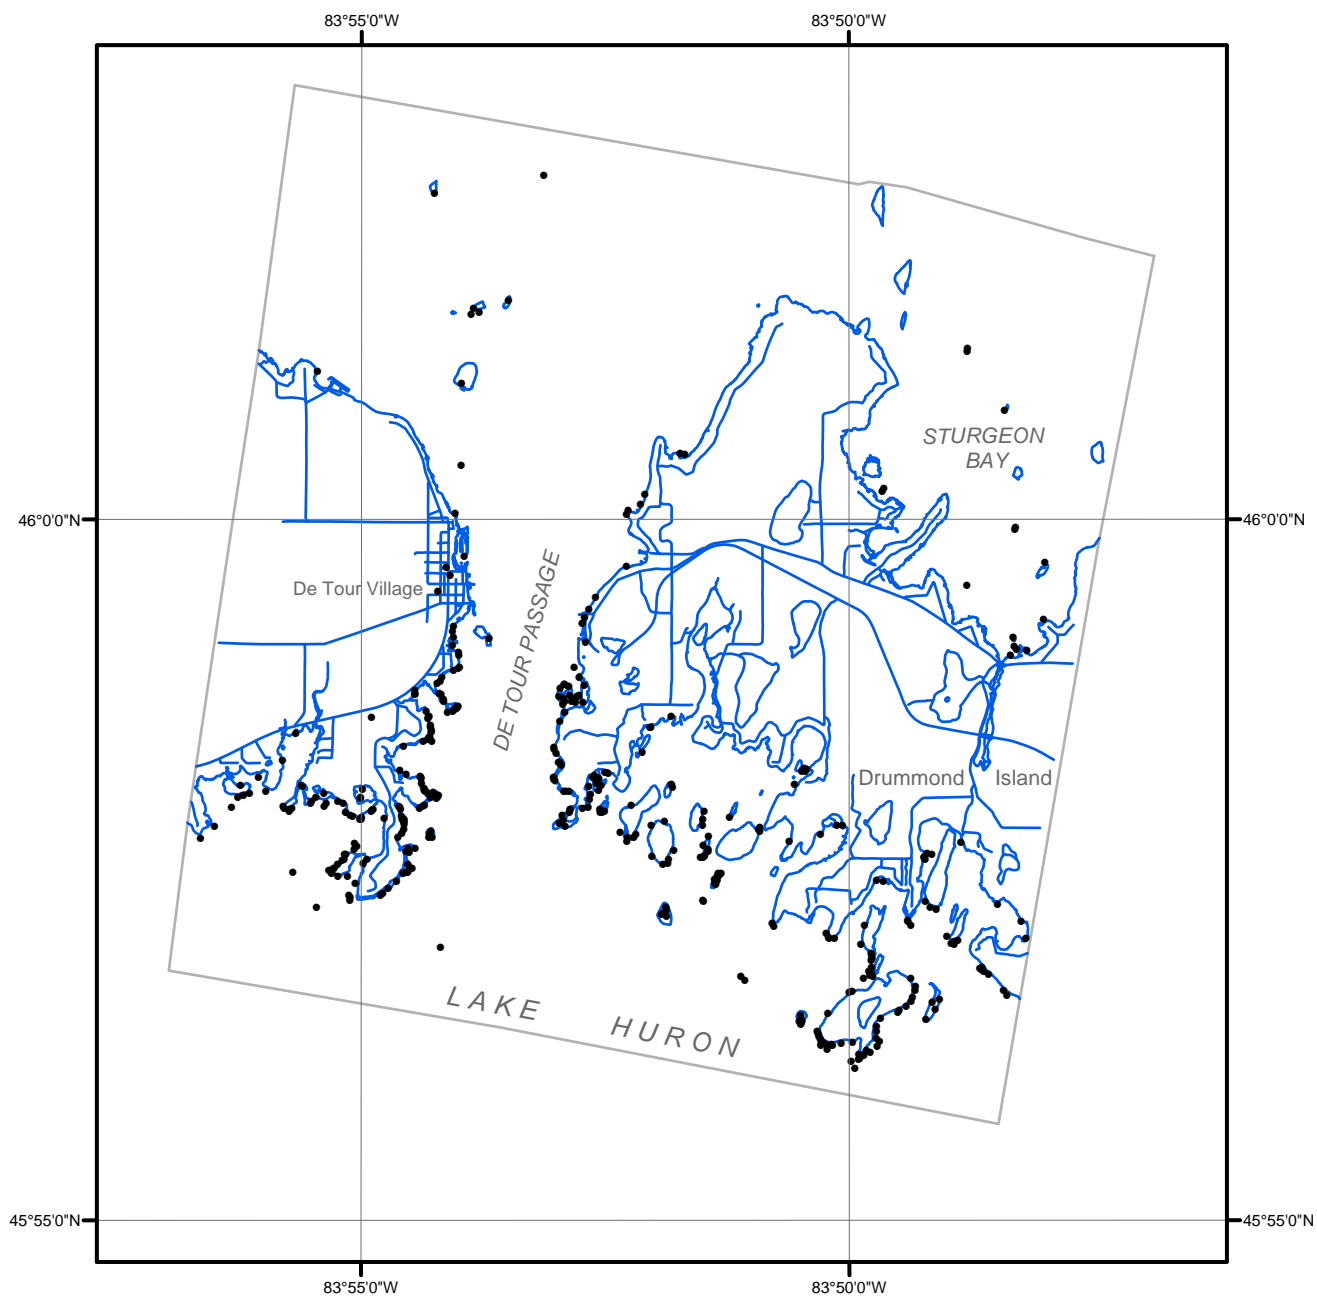 83°55'0"W 83°50'0"W
STURGEON
BAY
46°0'0"N 46°0'0"N
De Tour Village
DE TOUR PASSAGE
Drummond Island
LAKE HURON
45°55'0"N 45°55'0"N
83°55'0"W 83°50'0"W